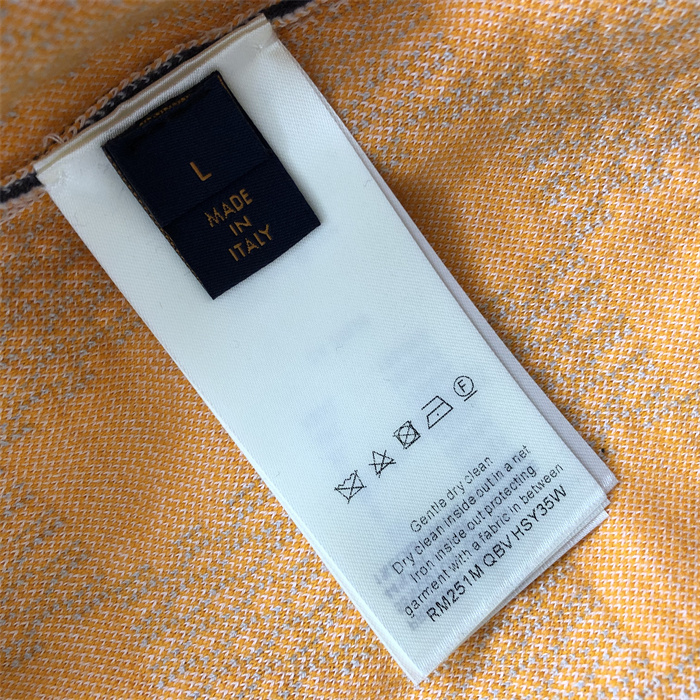 L
MADE
IN
ITALY
F
Gentle dry clean
Dry clean inside out in a net
Iron inside out protecting
garment with a fabric in between
RM251M QBV HSY35W